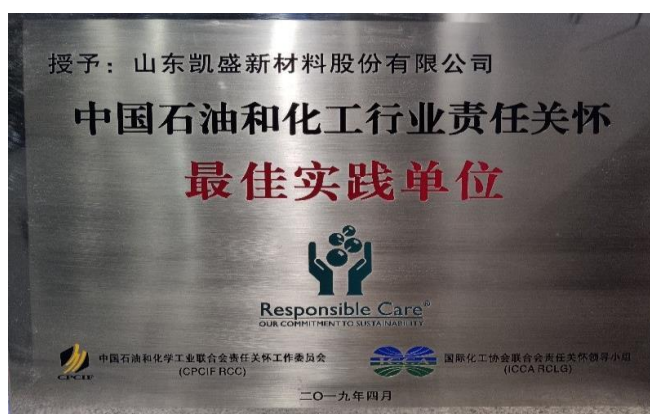 授予：山东凯盛新材料股份有限公司
中国石油和化工行业责任关怀
最佳实践单位
Responsible Care®
OUR COMMITMENT TO SUSTAINABILITY
CPCIF
中国石油和化学工业联合会责任关怀工作委员会
(CPCIF RCC)
ICCA
国际化工协会联合会责任关怀领导小组
(ICCA RCLG)
二〇一九年四月